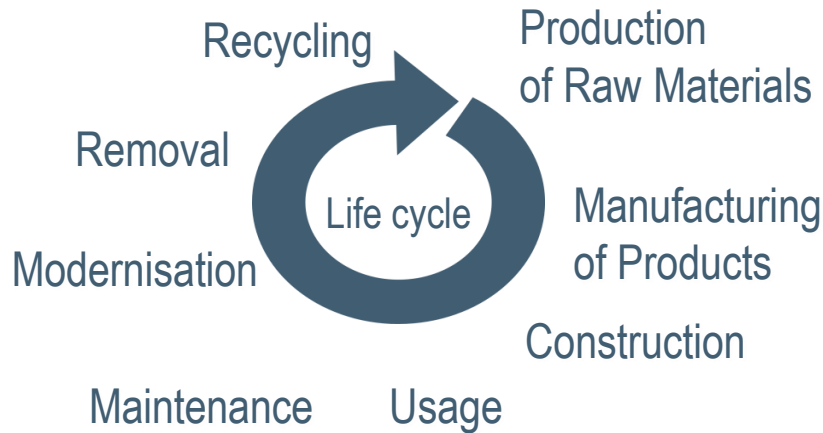 Recycling
Production
of Raw Materials
Removal
Life cycle
Manufacturing
of Products
Modernisation
Construction
Maintenance
Usage